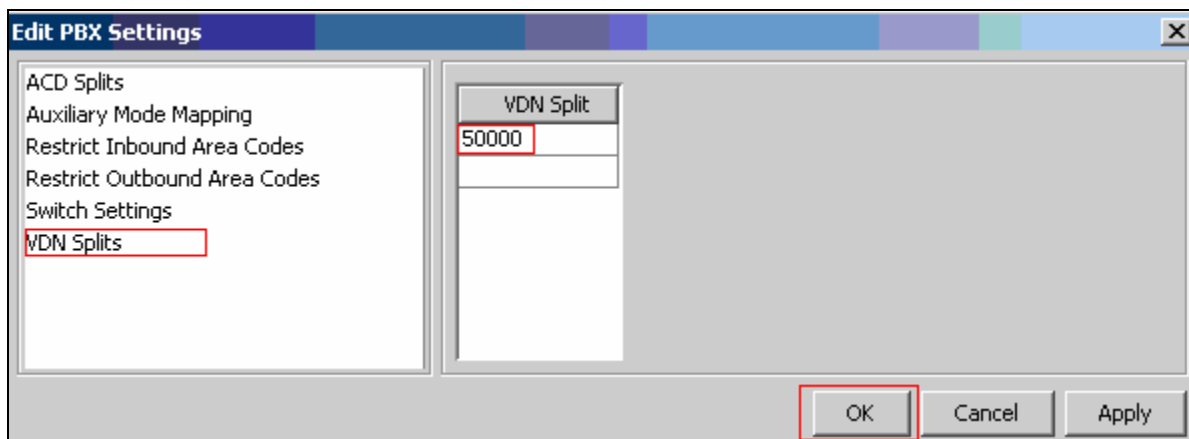 Edit PBX Settings
ACD Splits
Auxiliary Mode Mapping
Restrict Inbound Area Codes
Restrict Outbound Area Codes
Switch Settings
VDN Splits
VDN Split
50000
OK
Cancel
Apply